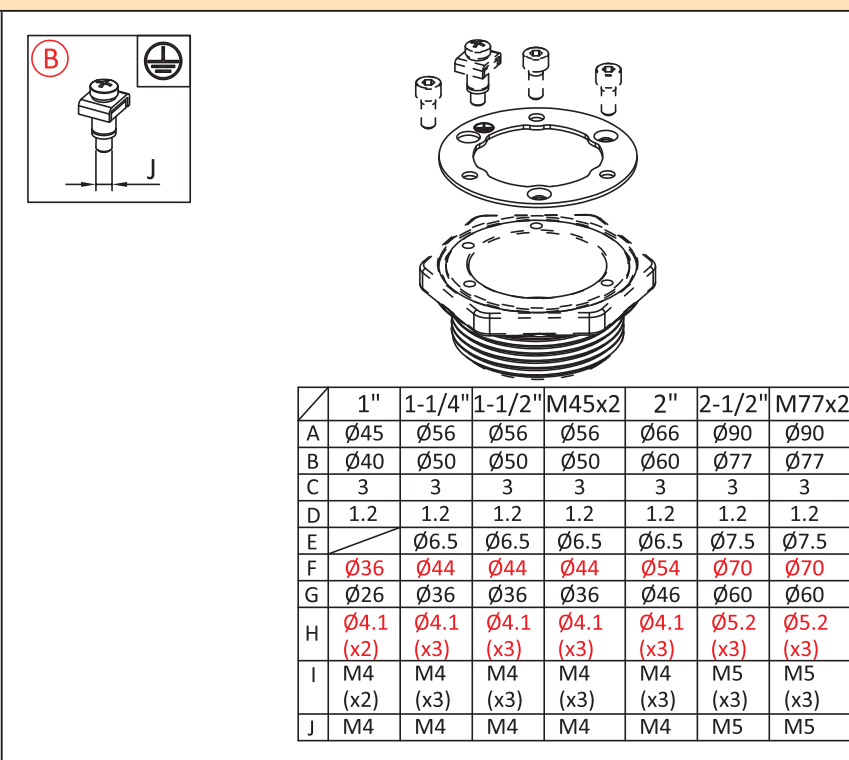 B
J
1" 1-1/4" 1-1/2" M45x2 2" 2-1/2" M77x2
A Ø45 Ø56 Ø56 Ø56 Ø66 Ø90 Ø90
B Ø40 Ø50 Ø50 Ø50 Ø60 Ø77 Ø77
C 3 3 3 3 3 3 3
D 1.2 1.2 1.2 1.2 1.2 1.2 1.2
E Ø6.5 Ø6.5 Ø6.5 Ø6.5 Ø7.5 Ø7.5
F Ø36 Ø44 Ø44 Ø44 Ø54 Ø70 Ø70
G Ø26 Ø36 Ø36 Ø36 Ø46 Ø60 Ø60
H Ø4.1 Ø4.1 Ø4.1 Ø4.1 Ø4.1 Ø5.2 Ø5.2
(x2) (x3) (x3) (x3) (x3) (x3) (x3)
I M4 M4 M4 M4 M4 M5 M5
(x2) (x3) (x3) (x3) (x3) (x3) (x3)
J M4 M4 M4 M4 M4 M5 M5